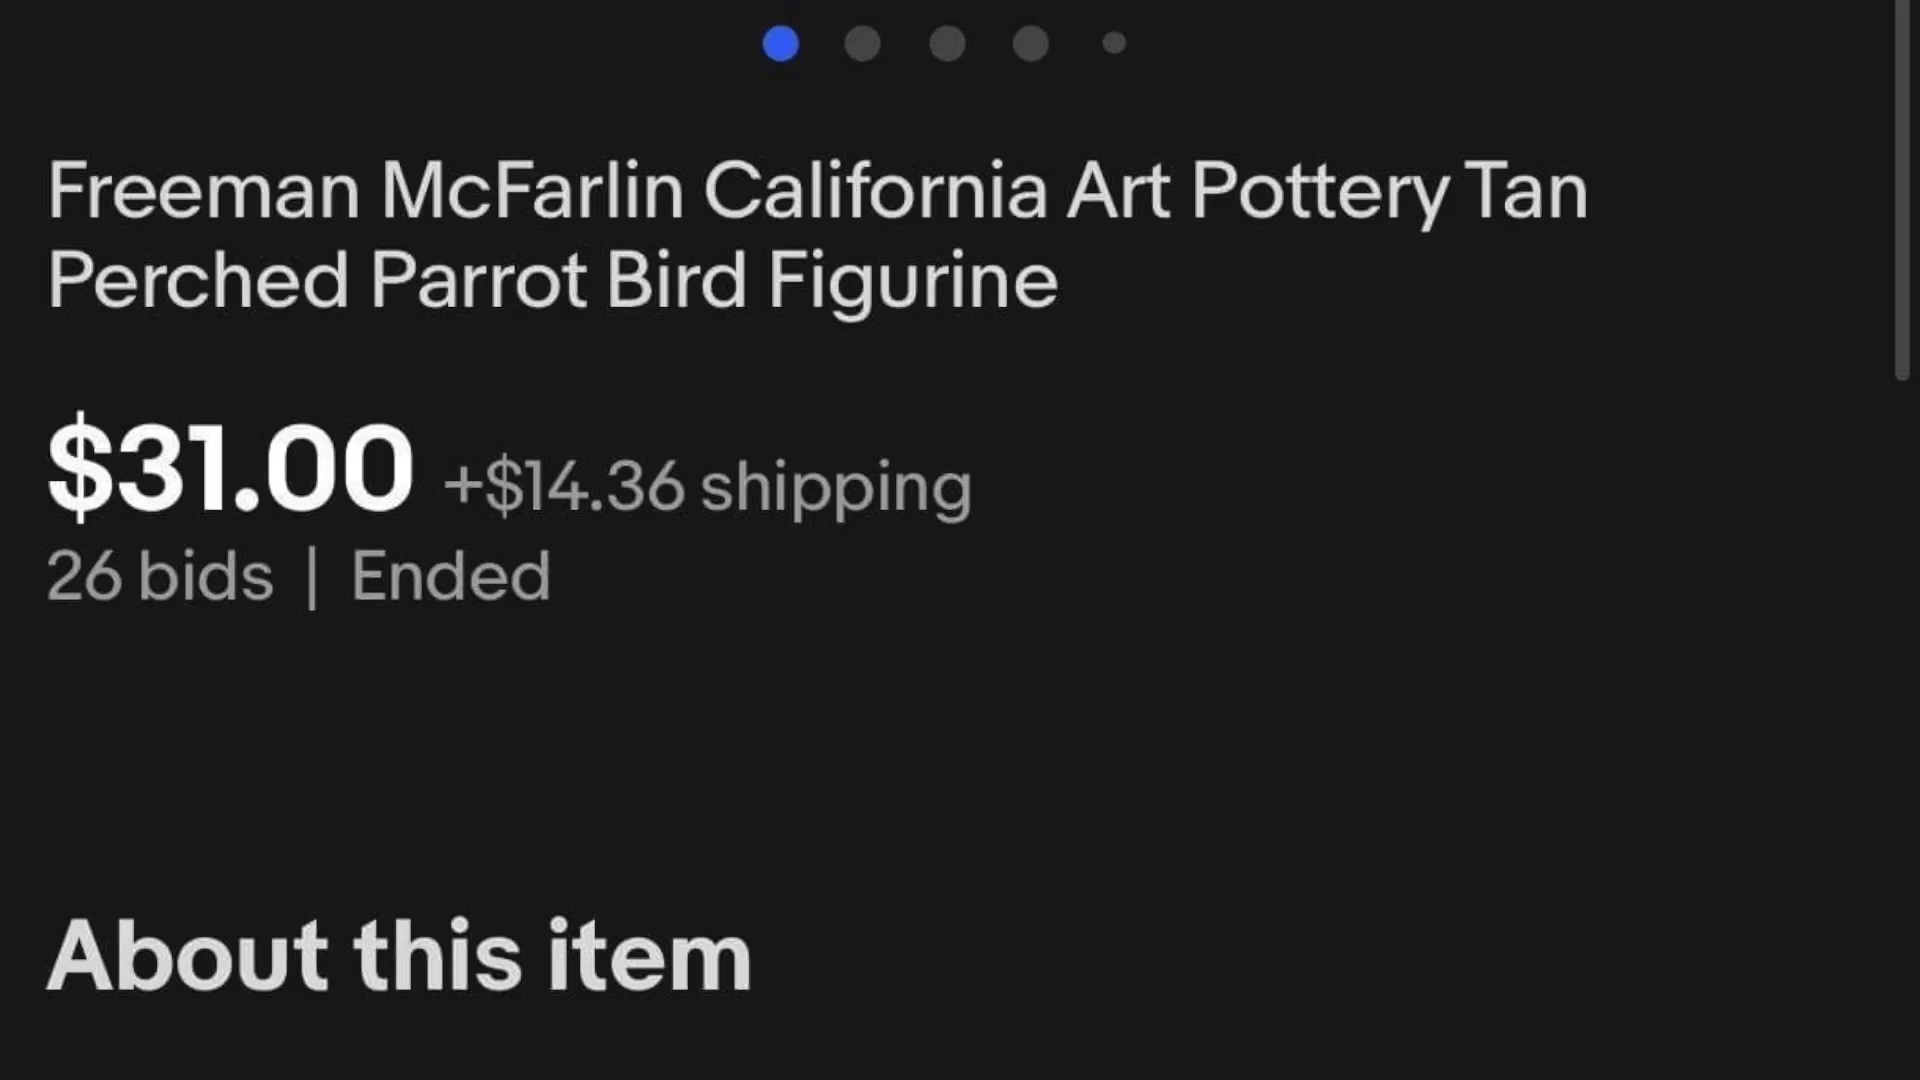 Freeman McFarlin California Art Pottery Tan
Perched Parrot Bird Figurine
$31.00 +$14.36 shipping
26 bids | Ended
About this item